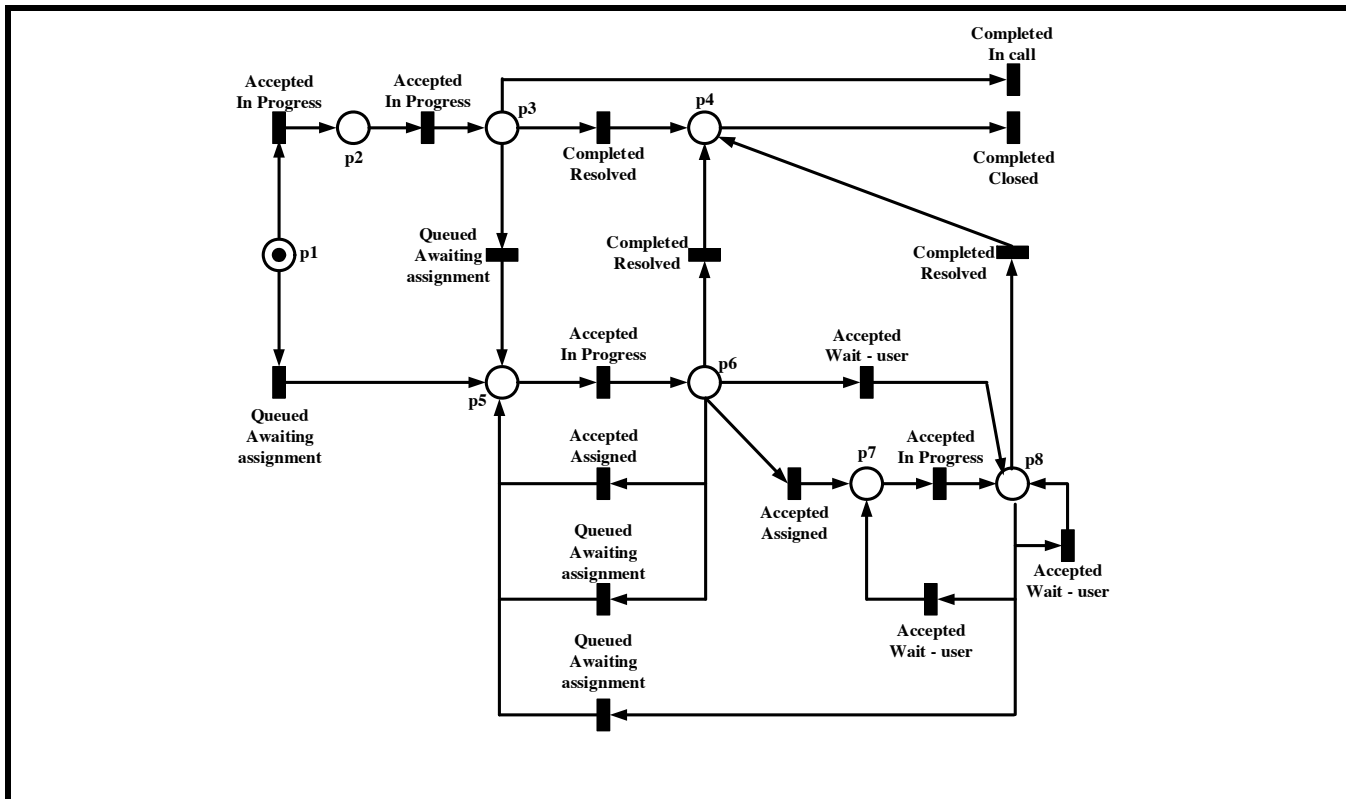 Completed
In call
Accepted
In Progress
Accepted
In Progress
p3
p4
p2
Completed
Resolved
Completed
Closed
p1
Queued
Awaiting
assignment
Completed
Resolved
Completed
Resolved
Accepted
In Progress
Accepted
Wait - user
p6
p5
Queued
Awaiting
assignment
Accepted
Assigned
p7
Accepted
In Progress
p8
Accepted
Assigned
Queued
Awaiting
assignment
Accepted
Wait - user
Accepted
Wait - user
Queued
Awaiting
assignment